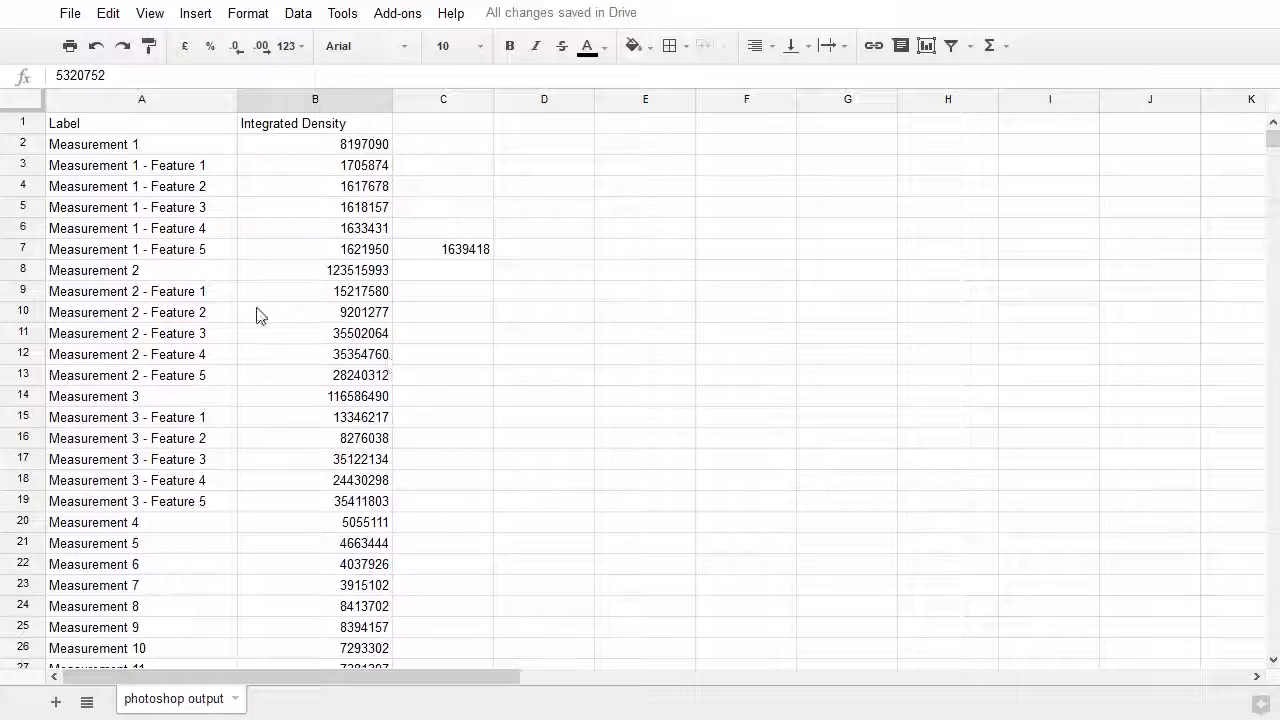 File Edit View Insert Format Data Tools Add-ons Help All changes saved in Drive
£ % .0 .00 123 Arial 10 B I S A Σ
fx 5320752
A B C D E F G H I J K
1 Label Integrated Density
2 Measurement 1 8197090
3 Measurement 1 - Feature 1 1705874
4 Measurement 1 - Feature 2 1617678
5 Measurement 1 - Feature 3 1618157
6 Measurement 1 - Feature 4 1633431
7 Measurement 1 - Feature 5 1621950 1639418
8 Measurement 2 123515993
9 Measurement 2 - Feature 1 15217580
10 Measurement 2 - Feature 2 9201277
11 Measurement 2 - Feature 3 35502064
12 Measurement 2 - Feature 4 35354760
13 Measurement 2 - Feature 5 28240312
14 Measurement 3 116586490
15 Measurement 3 - Feature 1 13346217
16 Measurement 3 - Feature 2 8276038
17 Measurement 3 - Feature 3 35122134
18 Measurement 3 - Feature 4 24430298
19 Measurement 3 - Feature 5 35411803
20 Measurement 4 5055111
21 Measurement 5 4663444
22 Measurement 6 4037926
23 Measurement 7 3915102
24 Measurement 8 8413702
25 Measurement 9 8394157
26 Measurement 10 7293302
27 Measurement 11
photoshop output